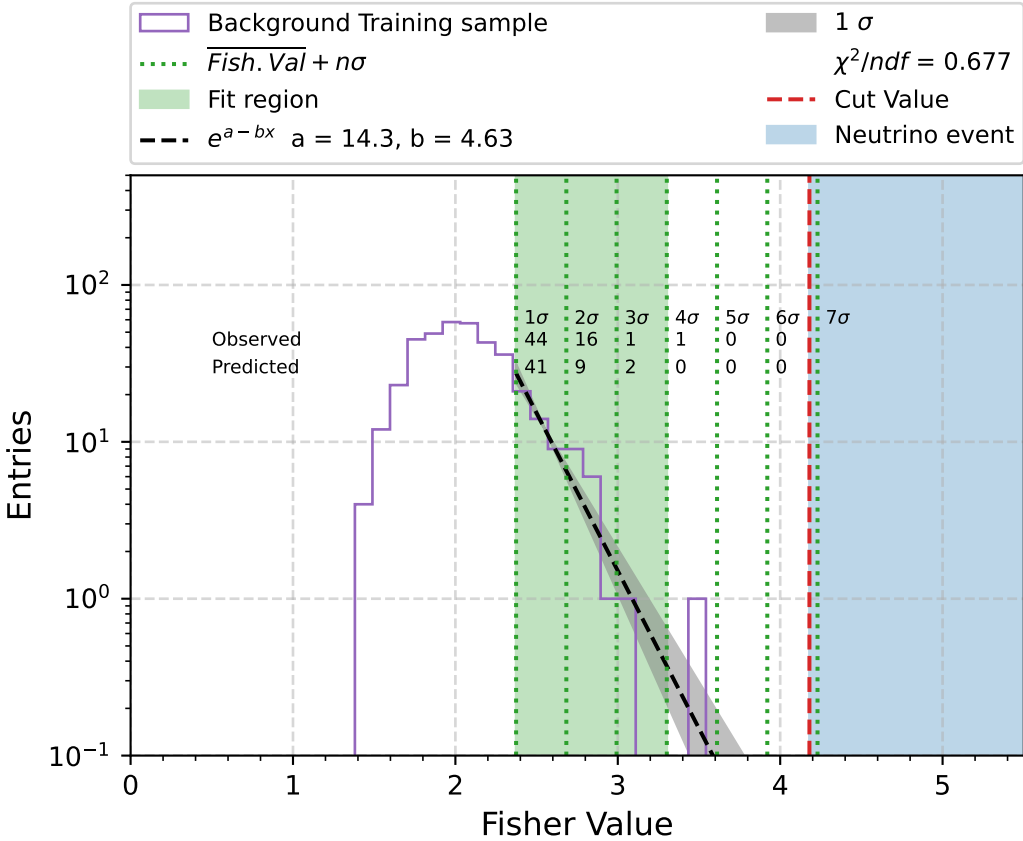 Background Training sample
Fish. Val + nσ
Fit region
e^{a − bx} a = 14.3, b = 4.63
1 σ
χ²/ndf = 0.677
Cut Value
Neutrino event
Entries
10²
10¹
10⁰
10⁻¹
1σ 2σ 3σ 4σ 5σ 6σ 7σ
Observed 44 16 1 1 0 0
Predicted 41 9 2 0 0 0
0 1 2 3 4 5
Fisher Value